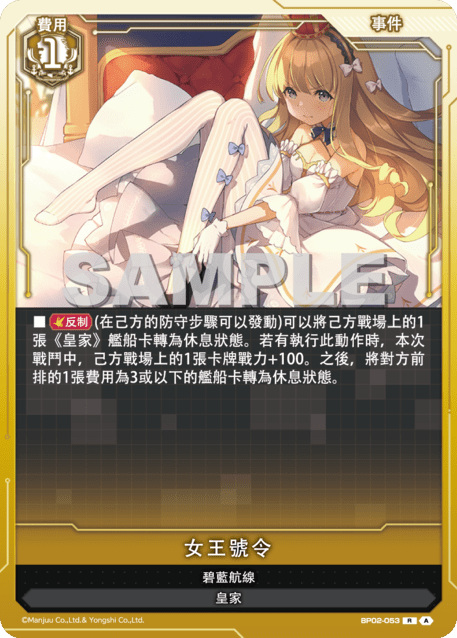 費用
1
事件
SAMPLE
■ 反制 (在己方的防守步驟可以發動)可以將己方戰場上的1
張《皇家》艦船卡轉為休息狀態。若有執行此動作時，本次
戰鬥中，己方戰場上的1張卡牌戰力+100。之後，將對方前
排的1張費用為3或以下的艦船卡轉為休息狀態。
女王號令
碧藍航線
皇家
©Manjuu Co.,Ltd.& Yongshi Co.,Ltd.
BP02-053 R A